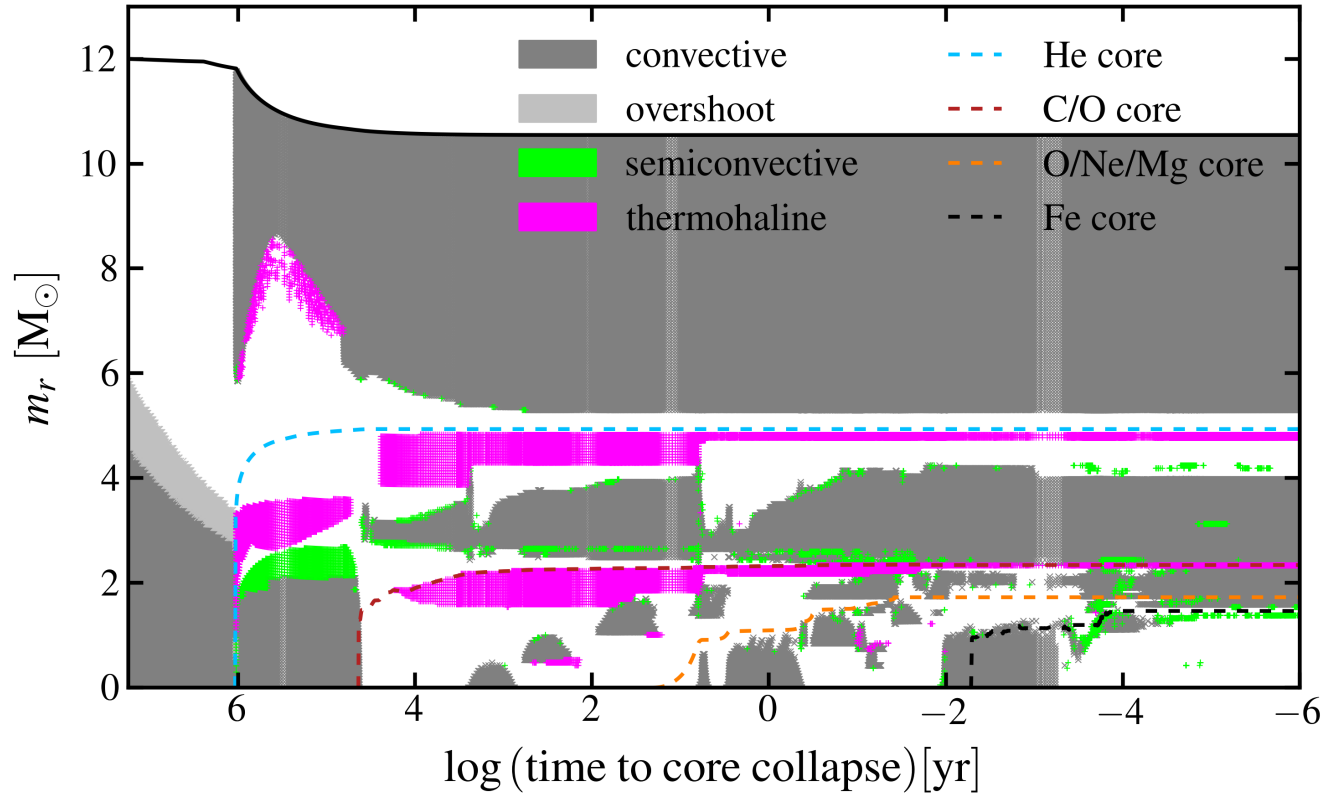 12
10
8
6
4
2
0
m_r [M_⊙]
convective
overshoot
semiconvective
thermohaline
He core
C/O core
O/Ne/Mg core
Fe core
6 4 2 0 −2 −4 −6
log (time to core collapse) [yr]